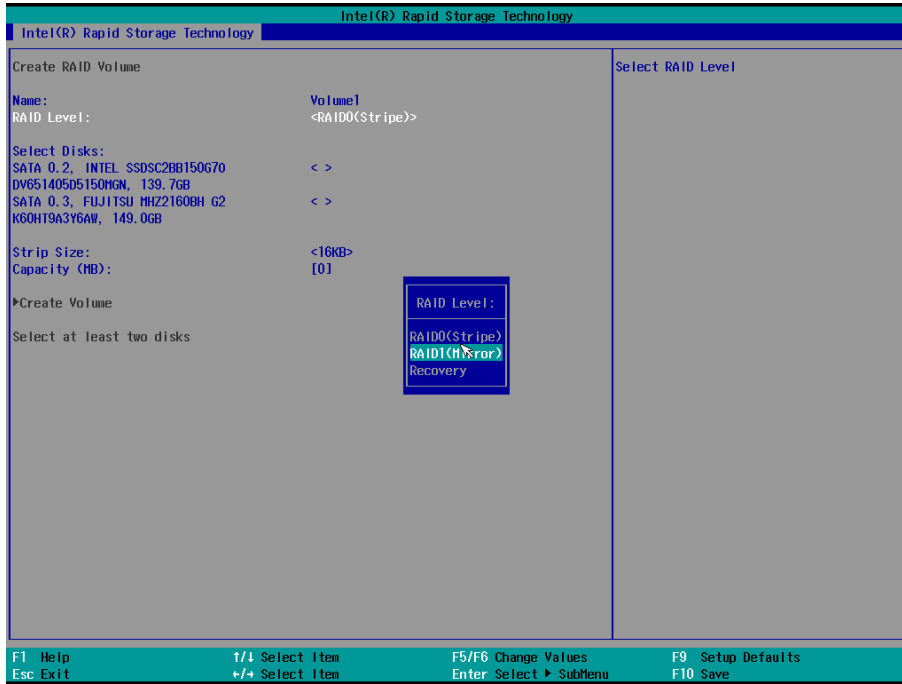 Intel(R) Rapid Storage Technology
Intel(R) Rapid Storage Technology
Create RAID Volume
Select RAID Level
Name: Volume1
RAID Level: <RAID0(Stripe)>
Select Disks:
SATA 0.2, INTEL SSDSC2BB150G70 < >
DV651405D5150MGN, 139.7GB
SATA 0.3, FUJITSU MHZ2160BH G2 < >
K60HT9A3Y6AW, 149.0GB
Strip Size: <16KB>
Capacity (MB): [0]
▶Create Volume
Select at least two disks
RAID Level:
RAID0(Stripe)
RAID1(Mirror)
Recovery
F1 Help ↑/↓ Select Item F5/F6 Change Values F9 Setup Defaults
Esc Exit ←/→ Select Item Enter Select ▶ SubMenu F10 Save